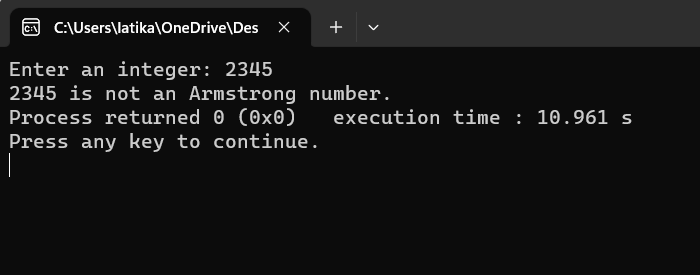 C:\Users\latika\OneDrive\Des
Enter an integer: 2345
2345 is not an Armstrong number.
Process returned 0 (0x0)   execution time : 10.961 s
Press any key to continue.